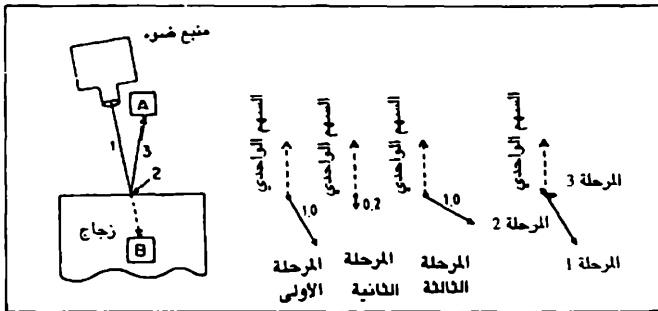 منبع ضوء
A
1
3
2
زجاج
B
السهم الواحدي
السهم الواحدي
السهم الواحدي
السهم الواحدي
1.0
0.2
1.0
المرحلة 3
المرحلة 2
المرحلة 1
المرحلة الأولى
المرحلة الثانية
المرحلة الثالثة